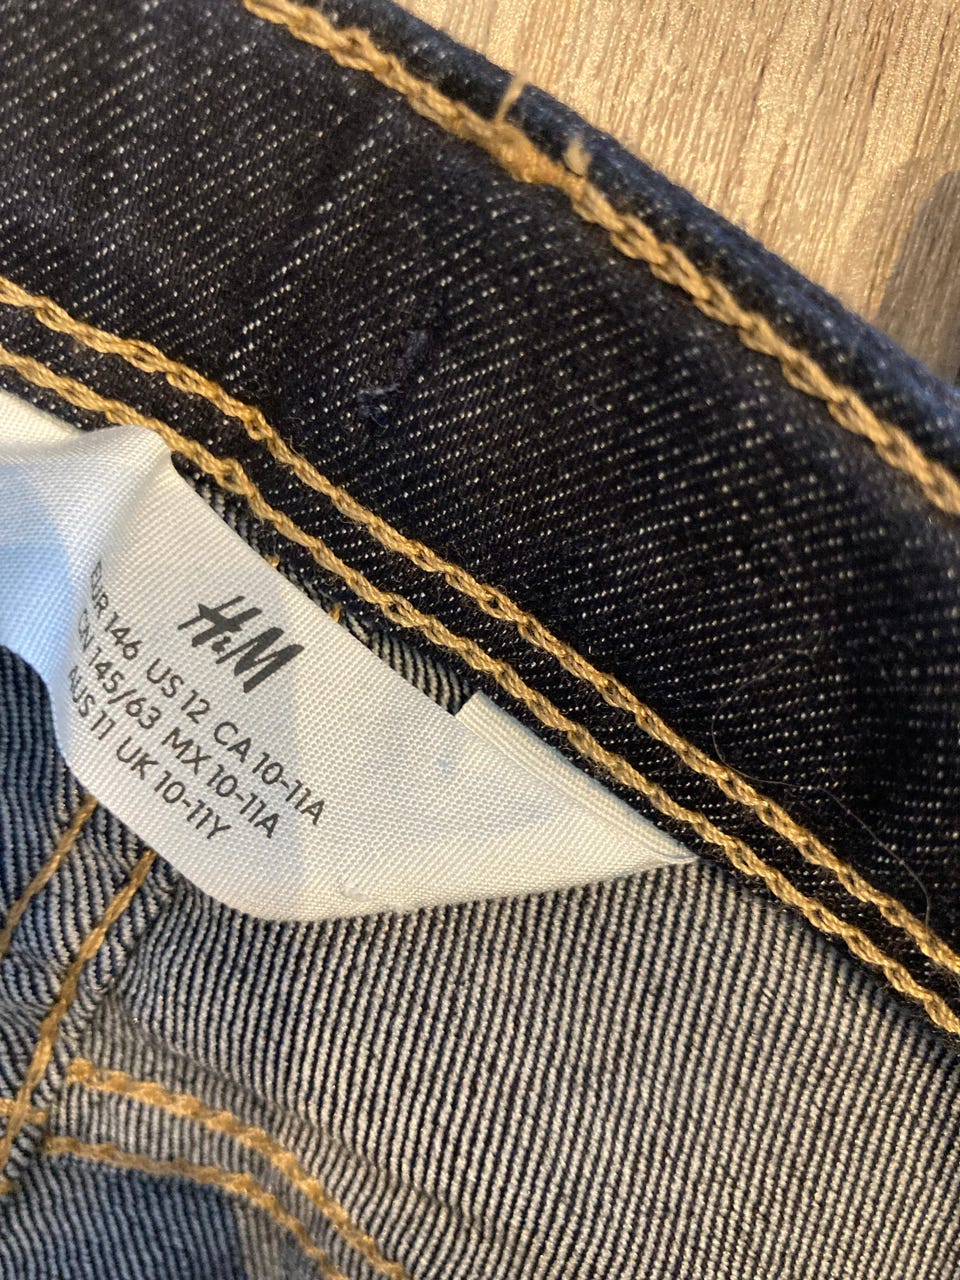 H&M
EUR 146 US 12 CA 10-11A
CN 145/63 MX 10-11A
AUS 11 UK 10-11Y